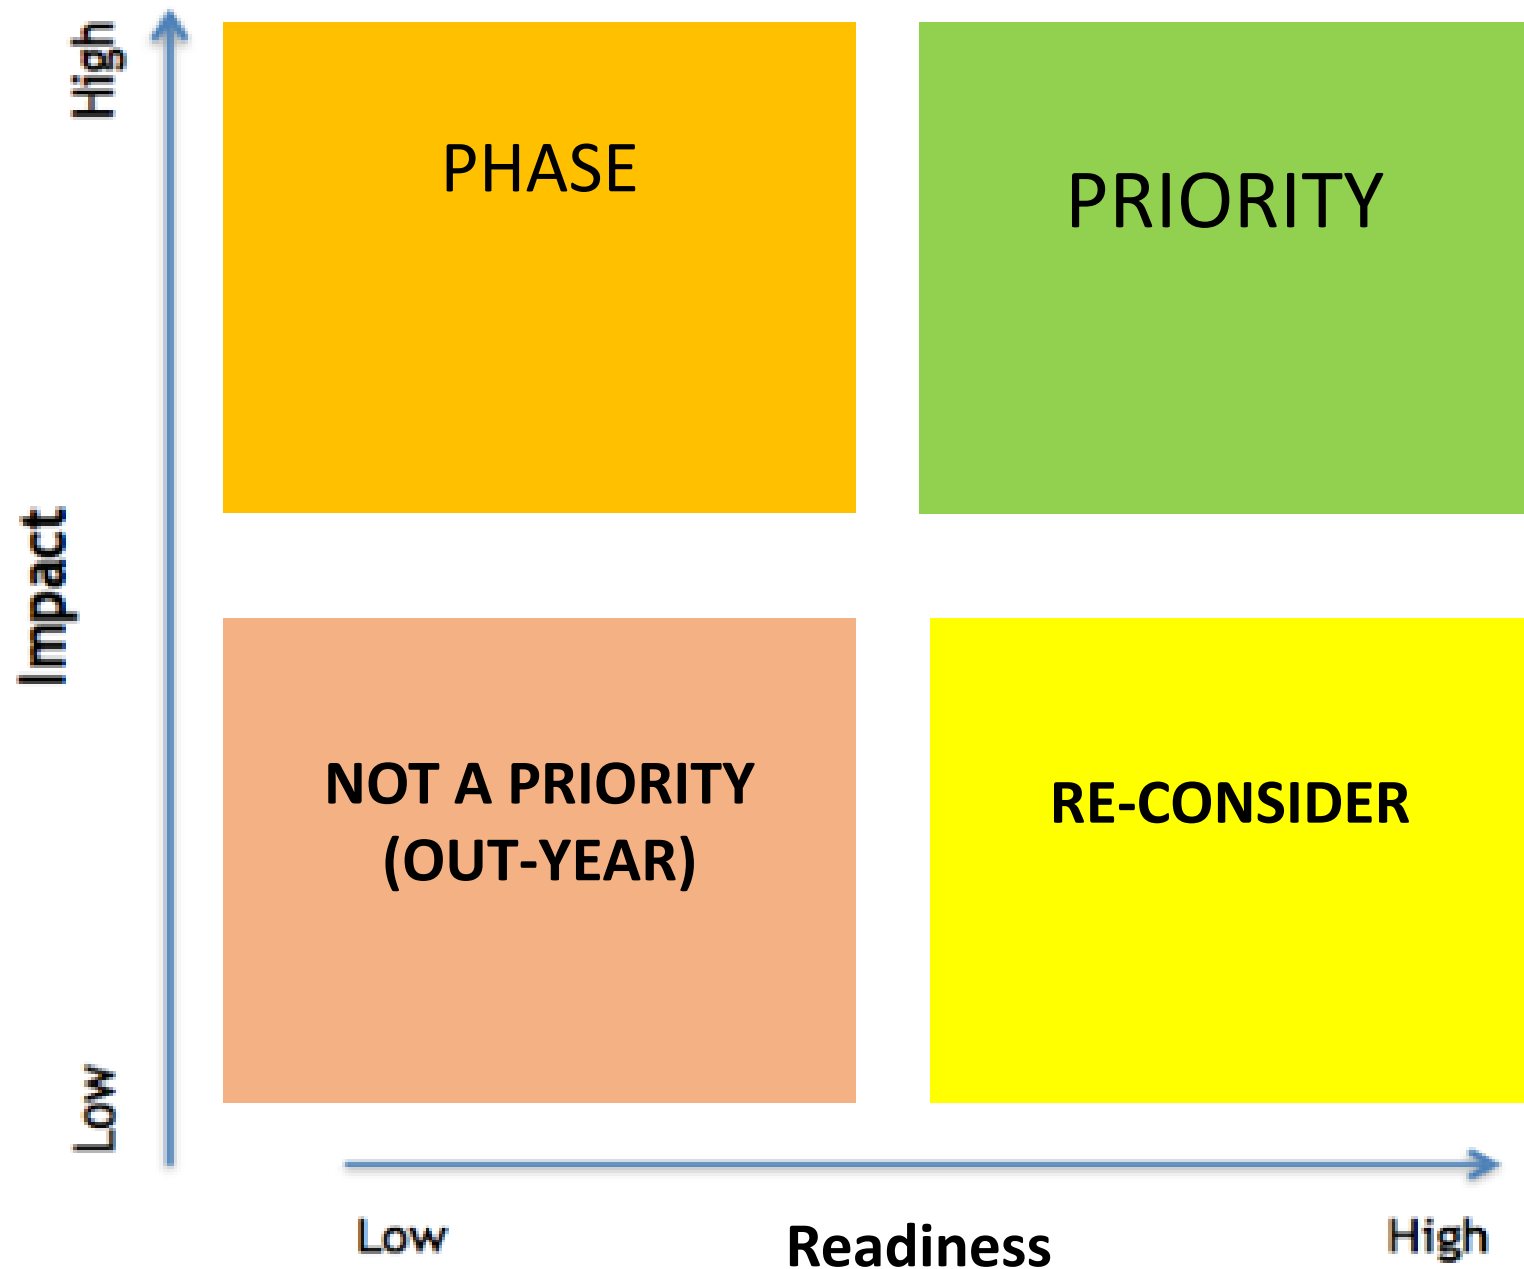 High
PHASE
PRIORITY
Impact
NOT A PRIORITY
(OUT-YEAR)
RE-CONSIDER
Low
Low
Readiness
High